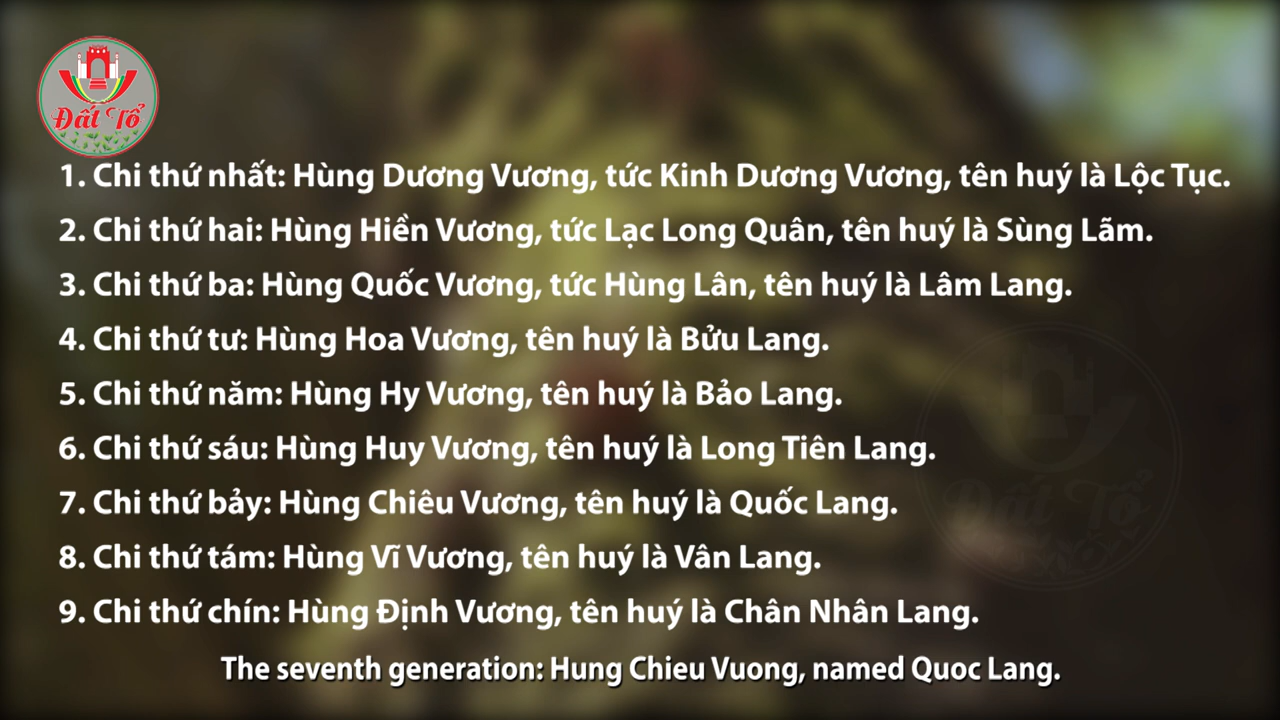 Đất Tổ
1. Chi thứ nhất: Hùng Dương Vương, tức Kinh Dương Vương, tên huý là Lộc Tục.
2. Chi thứ hai: Hùng Hiền Vương, tức Lạc Long Quân, tên huý là Sùng Lãm.
3. Chi thứ ba: Hùng Quốc Vương, tức Hùng Lân, tên huý là Lâm Lang.
4. Chi thứ tư: Hùng Hoa Vương, tên huý là Bửu Lang.
5. Chi thứ năm: Hùng Hy Vương, tên huý là Bảo Lang.
6. Chi thứ sáu: Hùng Huy Vương, tên huý là Long Tiên Lang.
7. Chi thứ bảy: Hùng Chiêu Vương, tên huý là Quốc Lang.
Đất Tổ
8. Chi thứ tám: Hùng Vĩ Vương, tên huý là Vân Lang.
9. Chi thứ chín: Hùng Định Vương, tên huý là Chân Nhân Lang.
The seventh generation: Hung Chieu Vuong, named Quoc Lang.